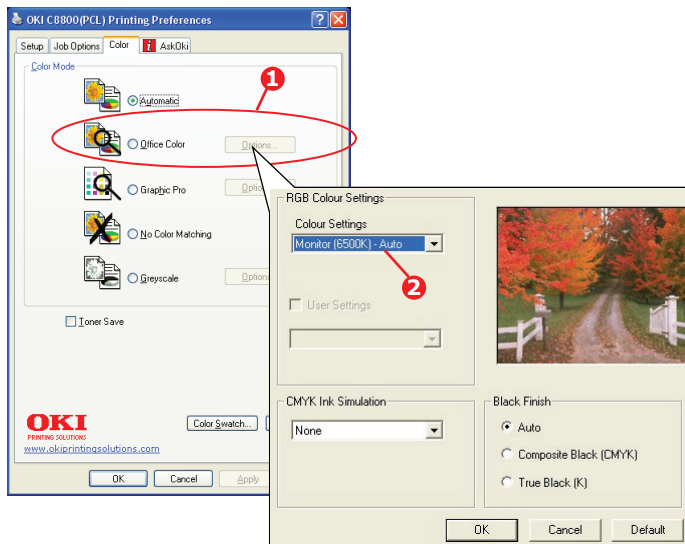 OKI C8800(PCL) Printing Preferences
Setup Job Options Color AskOki
Color Mode
1
Automatic
Office Color Options...
Graphic Pro
No Color Matching
Greyscale
Toner Save
OKI
PRINTING SOLUTIONS
www.okiprintingsolutions.com
Color Swatch...
OK Cancel Apply
RGB Colour Settings
Colour Settings
Monitor (6500K) - Auto
2
User Settings
CMYK Ink Simulation
None
Black Finish
Auto
Composite Black (CMYK)
True Black (K)
OK Cancel Default